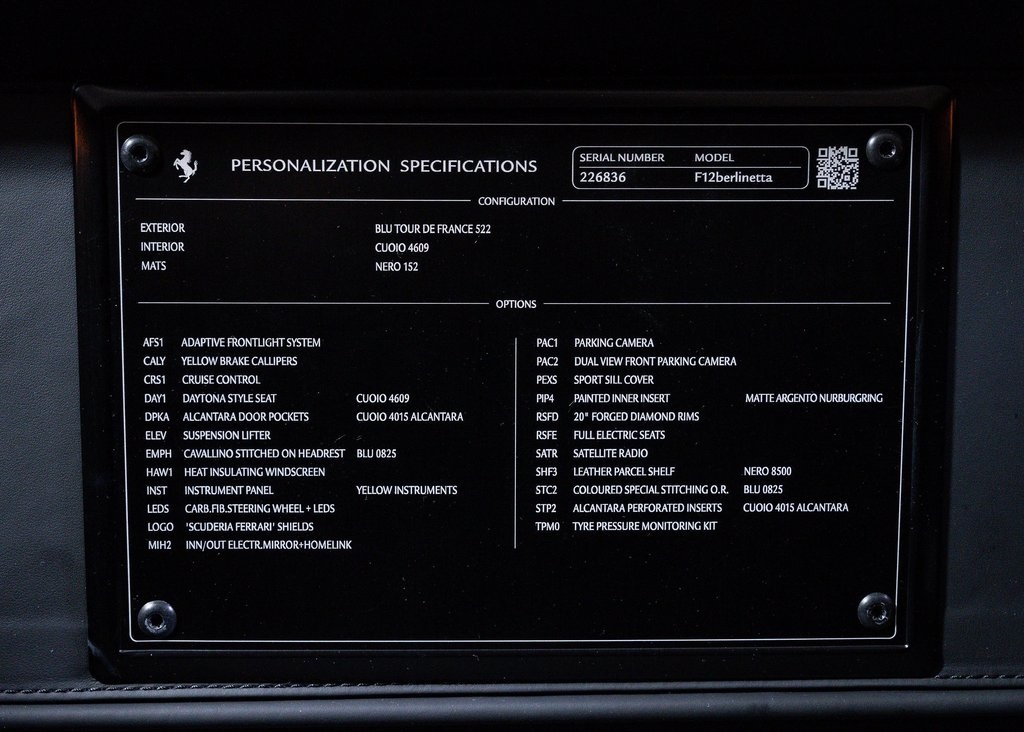 PERSONALIZATION SPECIFICATIONS
SERIAL NUMBER MODEL
226836 F12berlinetta
CONFIGURATION
EXTERIOR BLU TOUR DE FRANCE 522
INTERIOR CUOIO 4609
MATS NERO 152
OPTIONS
AFS1 ADAPTIVE FRONTLIGHT SYSTEM
CALY YELLOW BRAKE CALLIPERS
CRS1 CRUISE CONTROL
DAY1 DAYTONA STYLE SEAT CUOIO 4609
DPKA ALCANTARA DOOR POCKETS CUOIO 4015 ALCANTARA
ELEV SUSPENSION LIFTER
EMPH CAVALLINO STITCHED ON HEADREST BLU 0825
HAW1 HEAT INSULATING WINDSCREEN
INST INSTRUMENT PANEL YELLOW INSTRUMENTS
LEDS CARB.FIB.STEERING WHEEL + LEDS
LOGO 'SCUDERIA FERRARI' SHIELDS
MIH2 INN/OUT ELECTR.MIRROR+HOMELINK
PAC1 PARKING CAMERA
PAC2 DUAL VIEW FRONT PARKING CAMERA
PEXS SPORT SILL COVER
PIP4 PAINTED INNER INSERT MATTE ARGENTO NURBURGRING
RSFD 20" FORGED DIAMOND RIMS
RSFE FULL ELECTRIC SEATS
SATR SATELLITE RADIO
SHF3 LEATHER PARCEL SHELF NERO 8500
STC2 COLOURED SPECIAL STITCHING O.R. BLU 0825
STP2 ALCANTARA PERFORATED INSERTS CUOIO 4015 ALCANTARA
TPM0 TYRE PRESSURE MONITORING KIT